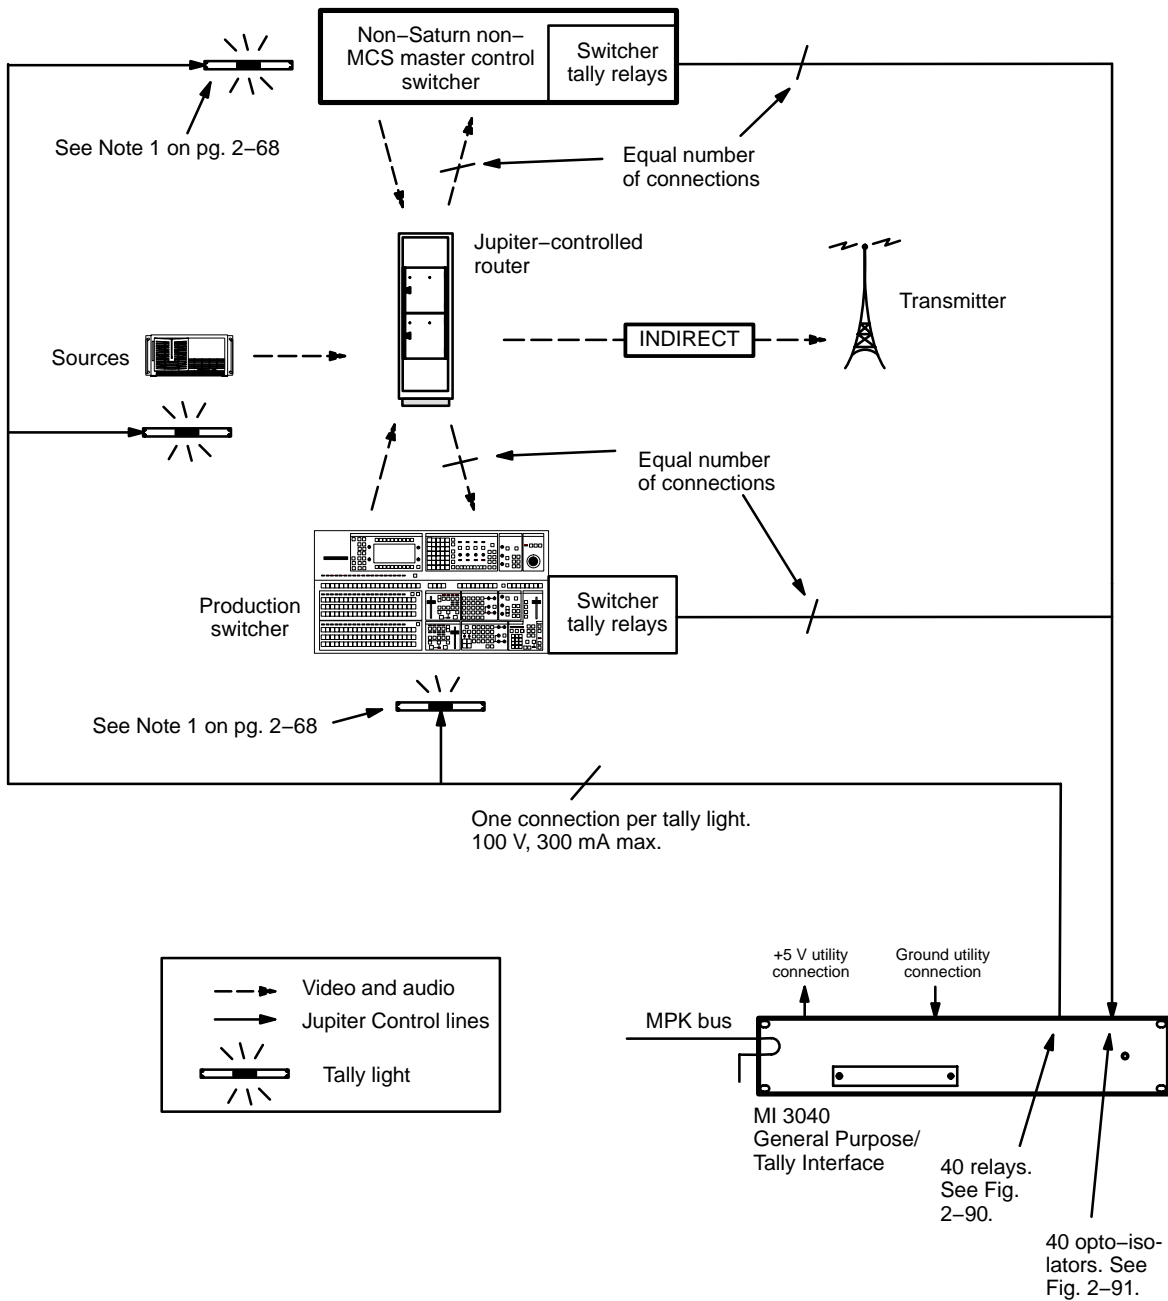 Non–Saturn non–
MCS master control
switcher
Switcher
tally relays
See Note 1 on pg. 2–68
Equal number
of connections
Jupiter–controlled
router
Transmitter
INDIRECT
Sources
Equal number
of connections
Production
switcher
Switcher
tally relays
See Note 1 on pg. 2–68
One connection per tally light.
100 V, 300 mA max.
Video and audio
Jupiter Control lines
Tally light
+5 V utility
connection
Ground utility
connection
MPK bus
MI 3040
General Purpose/
Tally Interface
40 relays.
See Fig.
2–90.
40 opto–iso-
lators. See
Fig. 2–91.